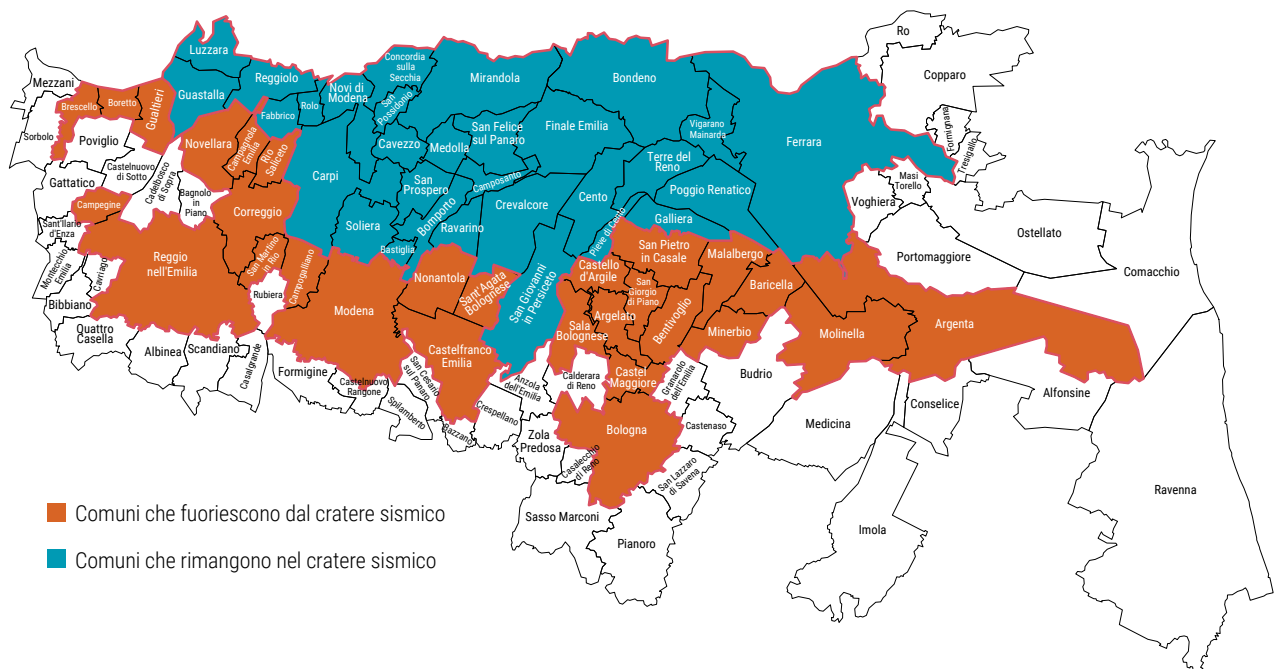 Ro
Copparo
Mezzani
Luzzara
Concordia
sulla
Secchia
Mirandola
Bondeno
Reggiolo
Novi di
Modena
Guastalla
Brescello
Boretto
Gualtieri
Rolo
San
Possidonio
Fabbrico
Sorbolo
Poviglio
Novellara
Campagnola
Emilia
Rio
Saliceto
Cavezzo
Medolla
San Felice
sul Panaro
Finale Emilia
Vigarano
Mainarda
Ferrara
Formignana
Tresigallo
Castelnuovo
di Sotto
Cadelbosco
di Sopra
Bagnolo
in
Piano
Gattatico
Carpi
San
Prospero
Camposanto
Terre del
Reno
Masi
Torello
Voghiera
Campegine
Correggio
Bomporto
Crevalcore
Cento
Poggio Renatico
Sant'Ilario
d'Enza
Soliera
Ravarino
Pieve di Cento
Galliera
Ostellato
Montecchio
Emilia
Reggio
nell'Emilia
San Martino
in Rio
Bastiglia
San Pietro
in Casale
Malalbergo
Portomaggiore
Comacchio
Cavriago
Campogalliano
Nonantola
Sant'Agata
Bolognese
San Giovanni
in Persiceto
Castello
d'Argile
San
Giorgio
di Piano
Baricella
Bibbiano
Rubiera
Modena
Argelato
Bentivoglio
Quattro
Casella
Sala
Bolognese
Minerbio
Molinella
Argenta
Albinea
Scandiano
Casalgrande
Castelfranco
Emilia
Formigine
Castelnuovo
Rangone
San Cesario
sul Panaro
Anzola
dell'Emilia
Calderara
di Reno
Castel
Maggiore
Granarolo
dell'Emilia
Budrio
Alfonsine
Spilamberto
Bazzano
Crespellano
Conselice
Medicina
Zola
Predosa
Casalecchio
di Reno
Bologna
Castenaso
San Lazzaro
di Savena
Ravenna
Sasso Marconi
Pianoro
Imola
Comuni che fuoriescono dal cratere sismico
Comuni che rimangono nel cratere sismico